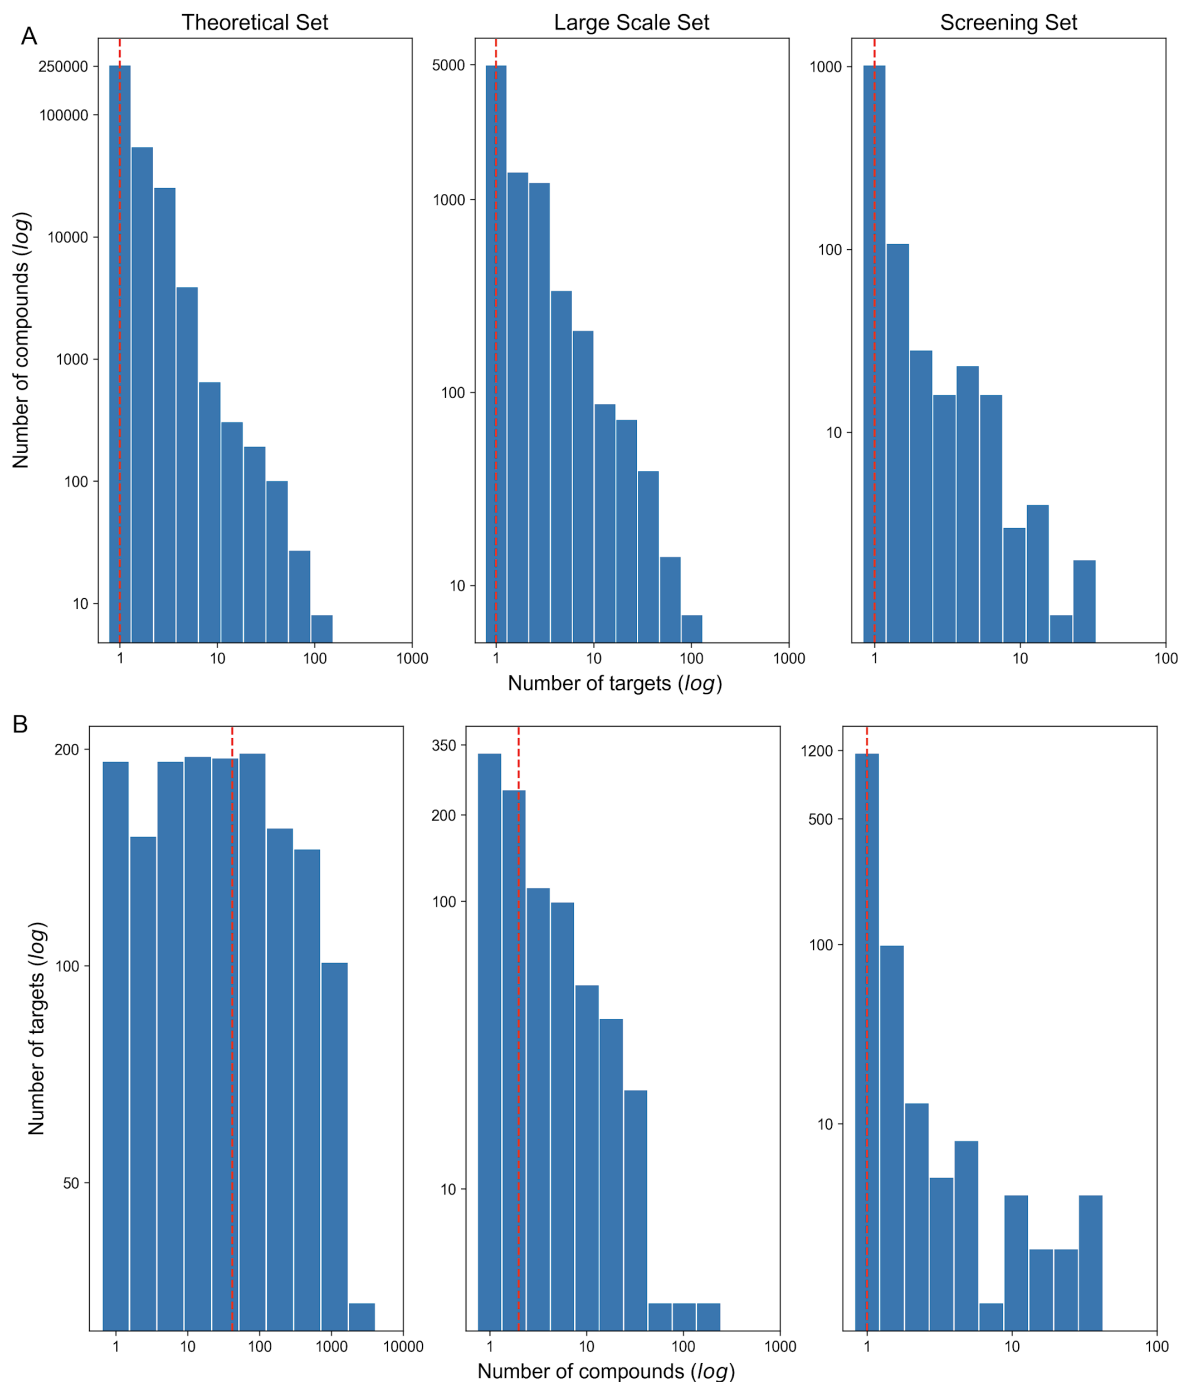 A
Theoretical Set
Large Scale Set
Screening Set
Number of compounds (log)
250000
100000
10000
1000
100
10
1 10 100 1000
5000
1000
100
10
1 10 100 1000
1000
100
10
1 10 100
Number of targets (log)
B
Number of targets (log)
200
100
50
1 10 100 1000 10000
350
200
100
10
1 10 100 1000
1200
500
100
10
1 10 100
Number of compounds (log)